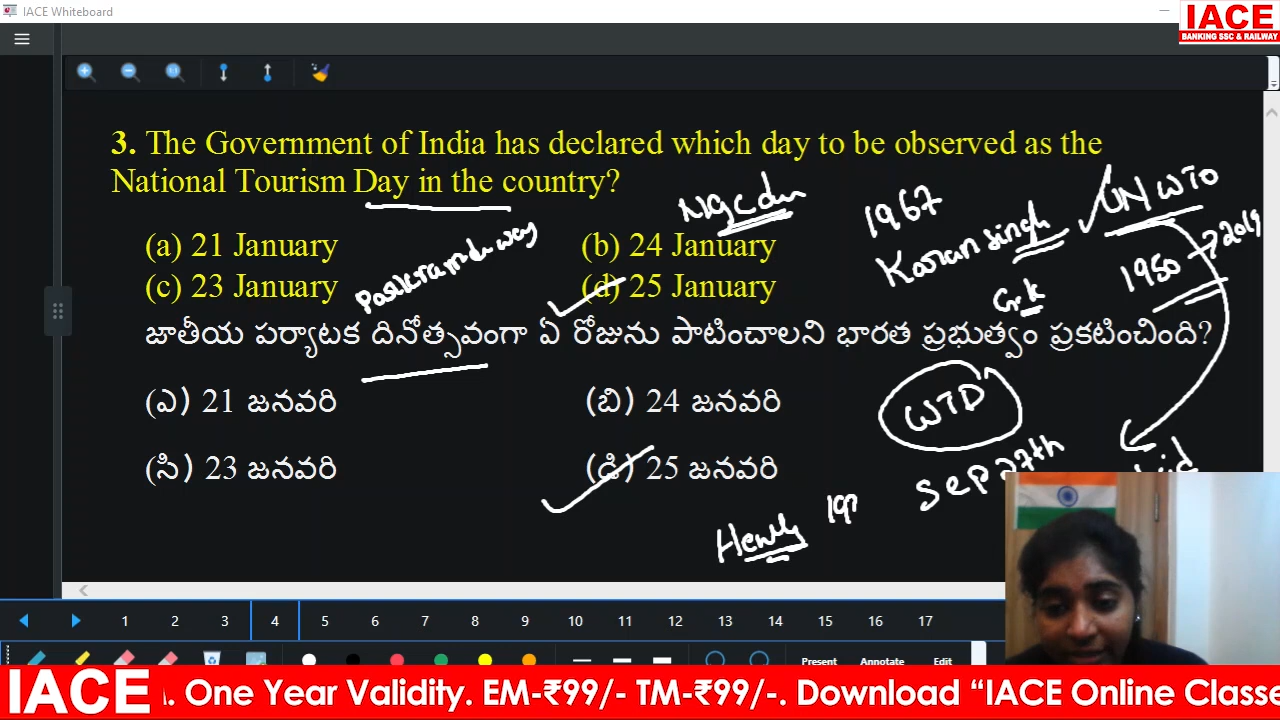 IACE Whiteboard
IACE
BANKING SSC & RAILWAY
3. The Government of India has declared which day to be observed as the
National Tourism Day in the country?
(a) 21 January
(b) 24 January
(c) 23 January
(d) 25 January
1967
Karan Singh
UNWTO
1980 → 2019
జాతీయ పర్యాటక దినోత్సవంగా ఏ రోజును పాటించాలని భారత ప్రభుత్వం ప్రకటించింది?
(ఎ) 21 జనవరి
(బి) 24 జనవరి
(సి) 23 జనవరి
(డి) 25 జనవరి
WTD
Sep 27th
1 2 3 4 5 6 7 8 9 10 11 12 13 14 15 16 17
Present Annotate Edit
IACE
. One Year Validity. EM-₹99/- TM-₹99/-. Download “IACE Online Classe